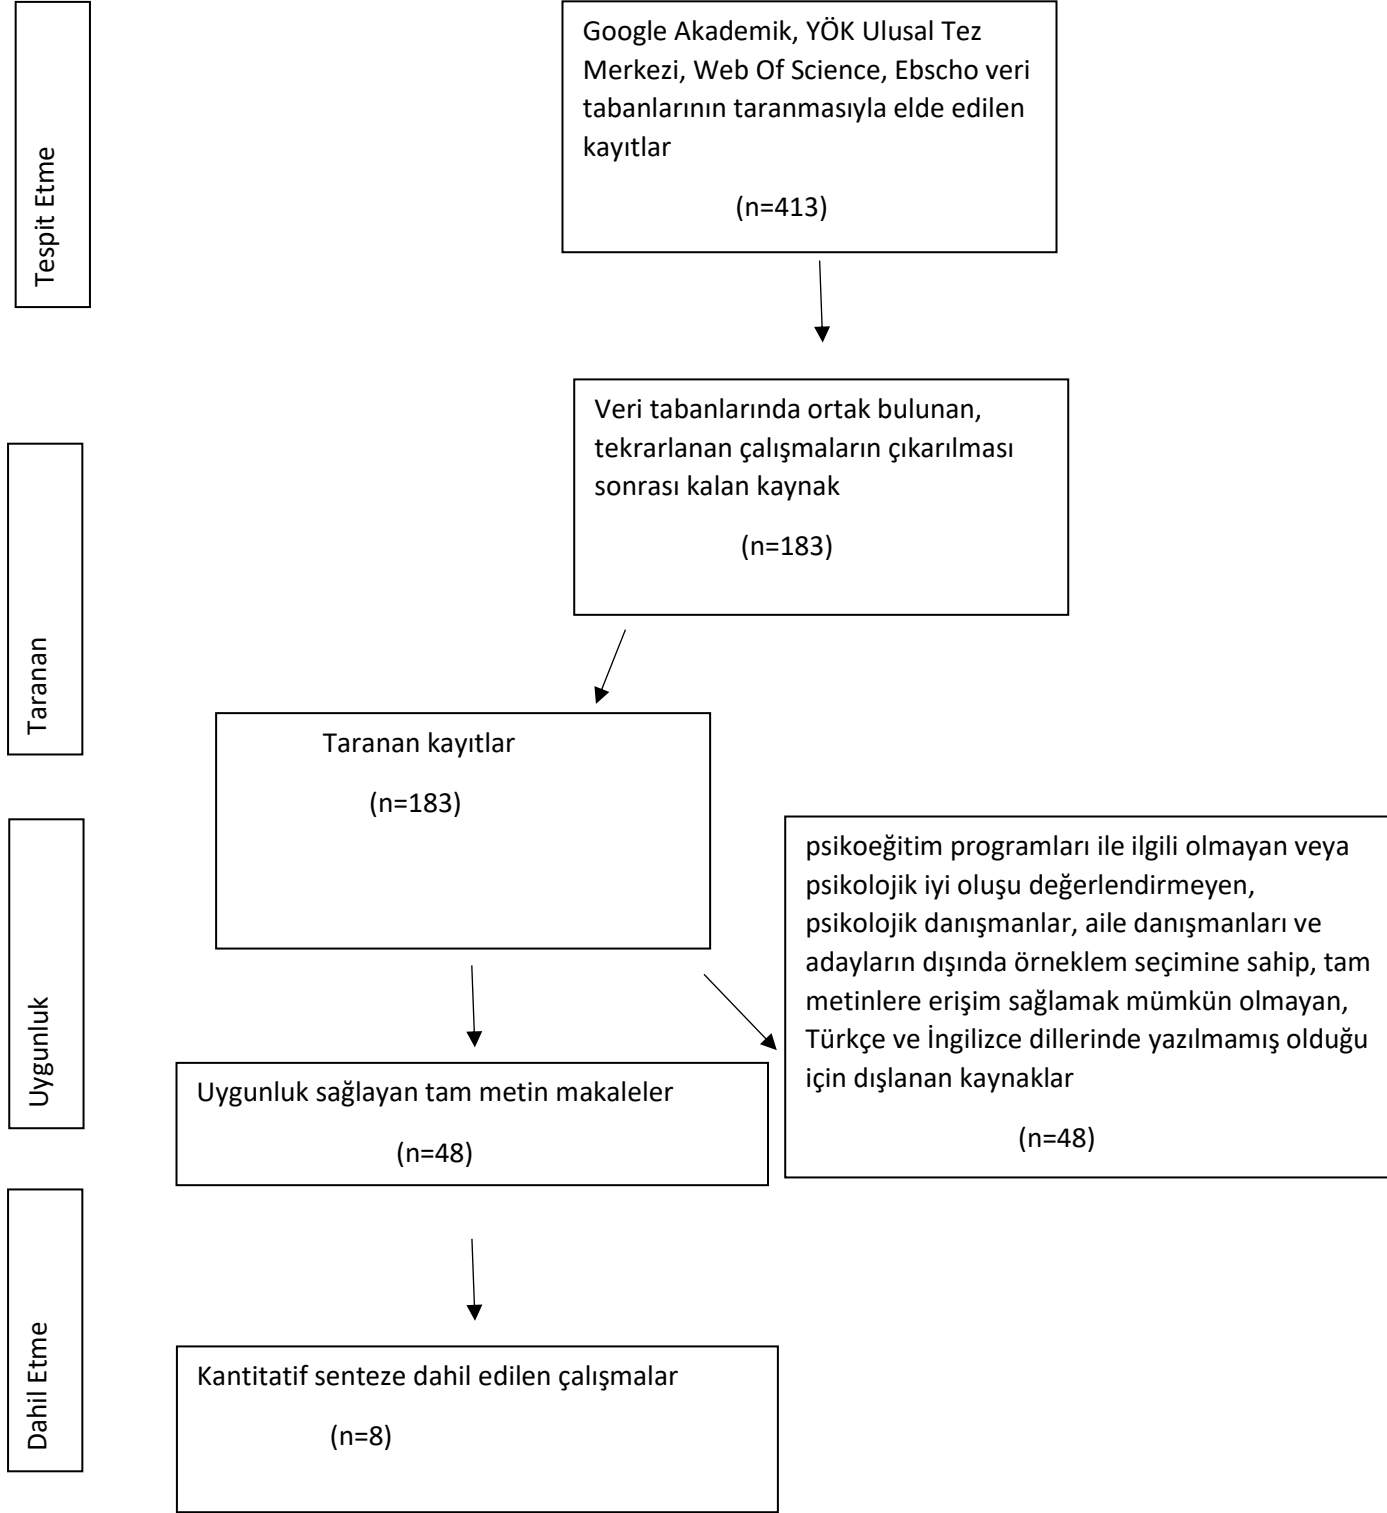 Tespit Etme
Google Akademik, YÖK Ulusal Tez
Merkezi, Web Of Science, Ebscho veri
tabanlarının taranmasıyla elde edilen
kayıtlar
(n=413)
Taranan
Veri tabanlarında ortak bulunan,
tekrarlanan çalışmaların çıkarılması
sonrası kalan kaynak
(n=183)
Taranan kayıtlar
(n=183)
Uygunluk
psikoeğitim programları ile ilgili olmayan veya
psikolojik iyi oluşu değerlendirmeyen,
psikolojik danışmanlar, aile danışmanları ve
adayların dışında örneklem seçimine sahip, tam
metinlere erişim sağlamak mümkün olmayan,
Türkçe ve İngilizce dillerinde yazılmamış olduğu
için dışlanan kaynaklar
(n=48)
Uygunluk sağlayan tam metin makaleler
(n=48)
Dahil Etme
Kantitatif senteze dahil edilen çalışmalar
(n=8)